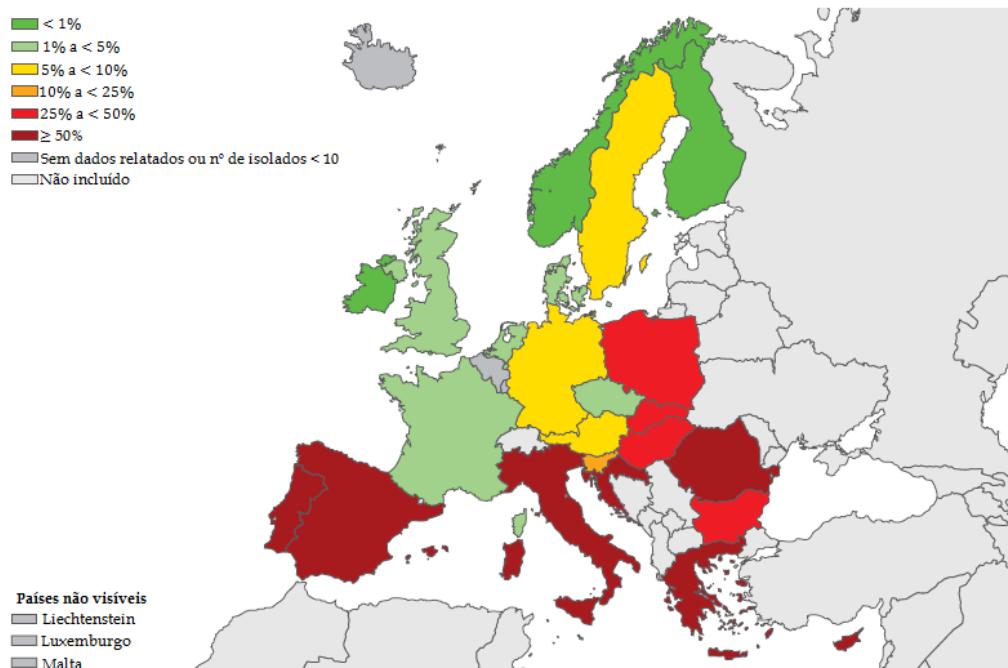 < 1%
1% a < 5%
5% a < 10%
10% a < 25%
25% a < 50%
≥ 50%
Sem dados relatados ou nº de isolados < 10
Não incluído
Países não visíveis
Liechtenstein
Luxemburgo
Malta